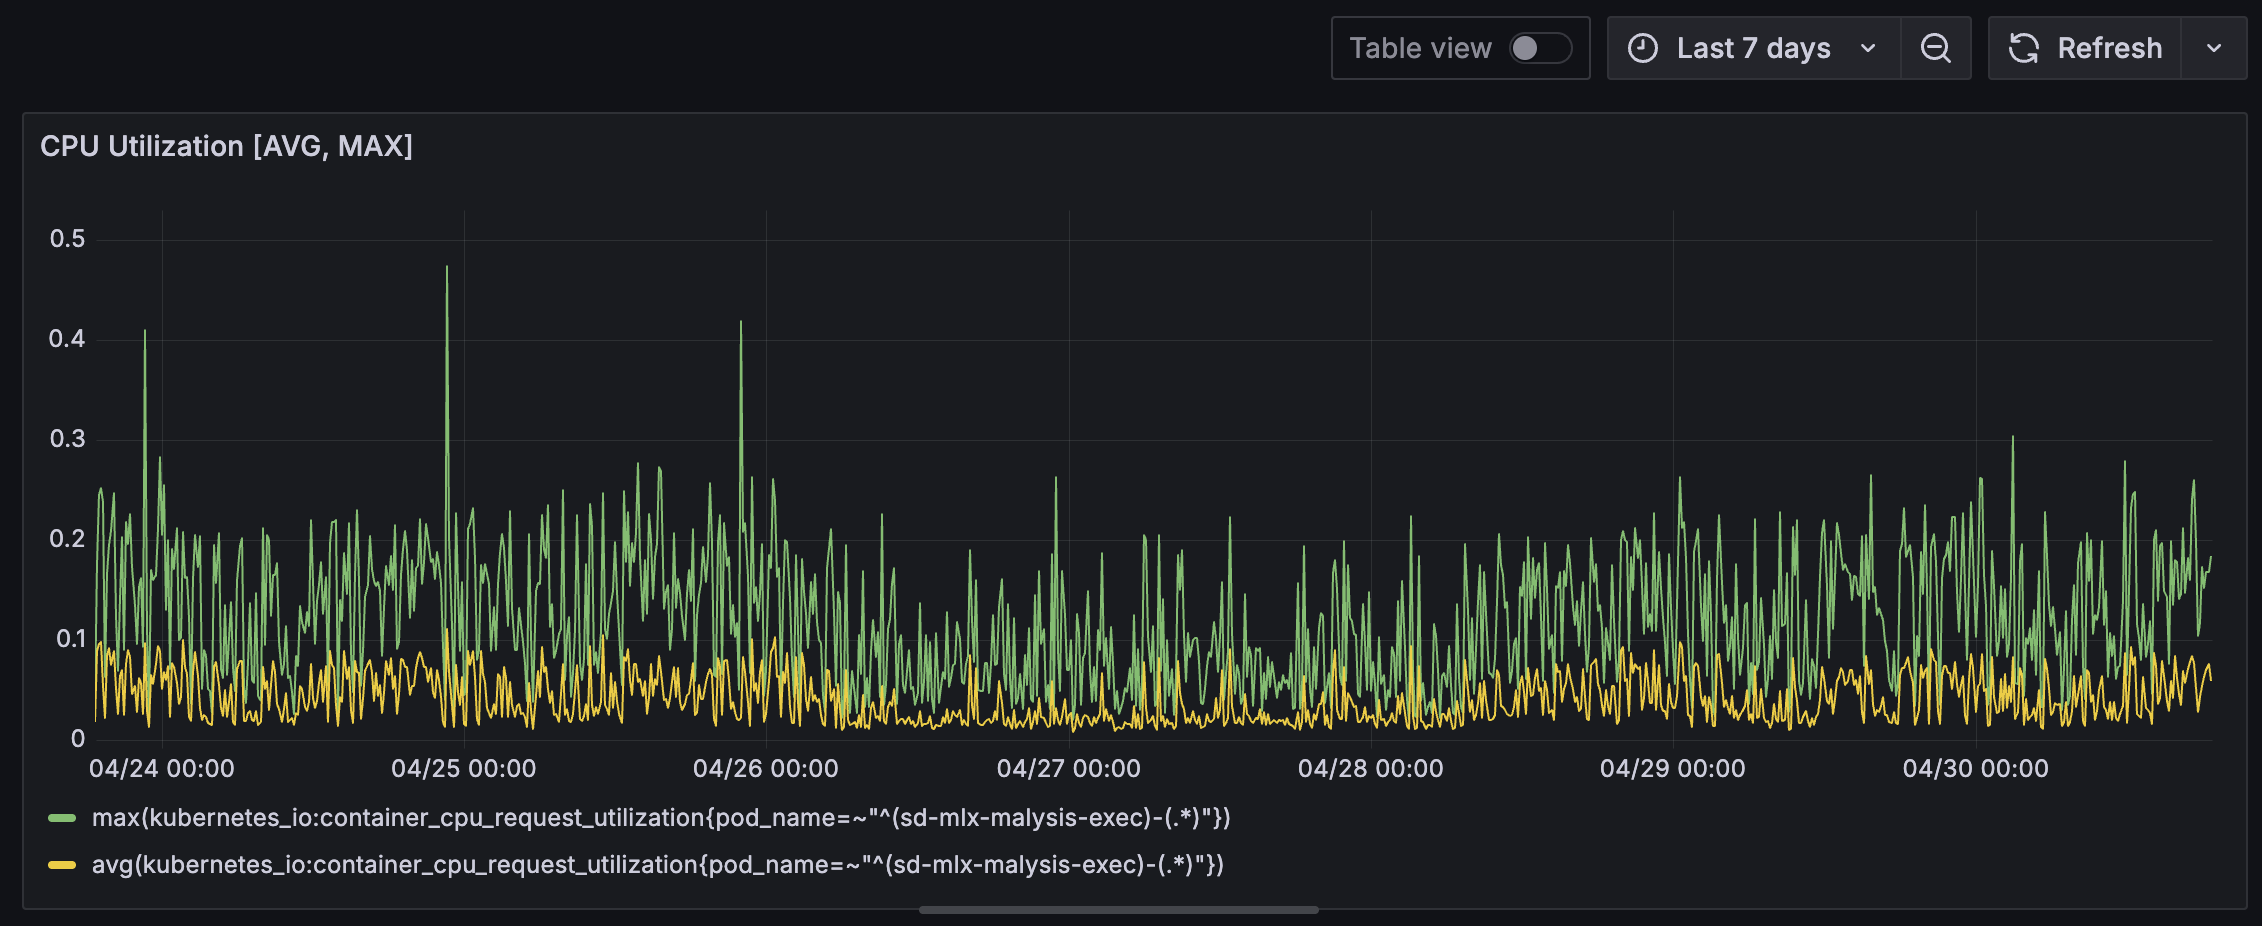 Table view
Last 7 days
Refresh
CPU Utilization [AVG, MAX]
0.5
0.4
0.3
0.2
0.1
0
04/24 00:00 04/25 00:00 04/26 00:00 04/27 00:00 04/28 00:00 04/29 00:00 04/30 00:00
max(kubernetes_io:container_cpu_request_utilization{pod_name=~"^(sd-mlx-malysis-exec)-(.*)"})
avg(kubernetes_io:container_cpu_request_utilization{pod_name=~"^(sd-mlx-malysis-exec)-(.*)"})